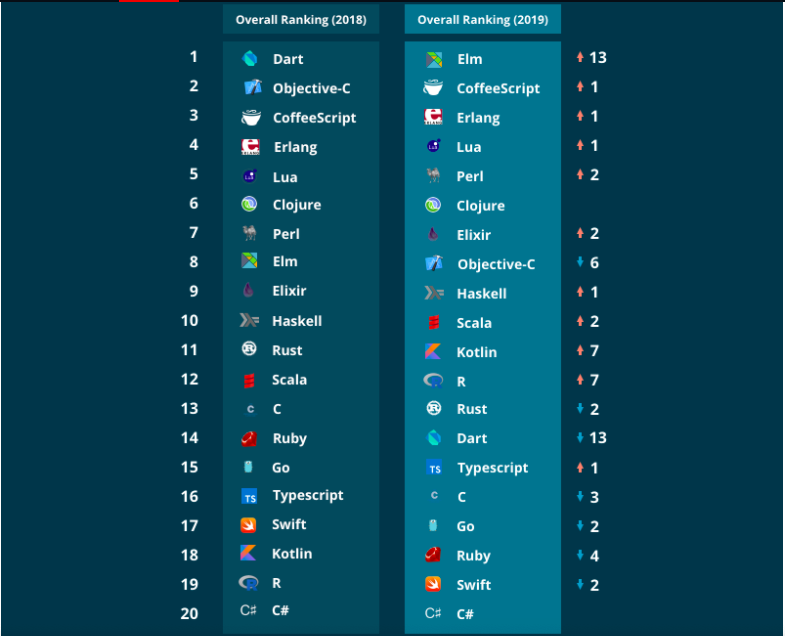 Overall Ranking (2018) Overall Ranking (2019)
1 Dart Elm 13
2 Objective-C CoffeeScript 1
3 CoffeeScript Erlang 1
4 Erlang Lua 1
5 Lua Perl 2
6 Clojure Clojure
7 Perl Elixir 2
8 Elm Objective-C 6
9 Elixir Haskell 1
10 Haskell Scala 2
11 Rust Kotlin 7
12 Scala R 7
13 C C Rust 2
14 Ruby Dart 13
15 Go TS Typescript 1
16 TS Typescript C C 3
17 Swift Go 2
18 Kotlin Ruby 4
19 R Swift 2
20 C# C# C# C#